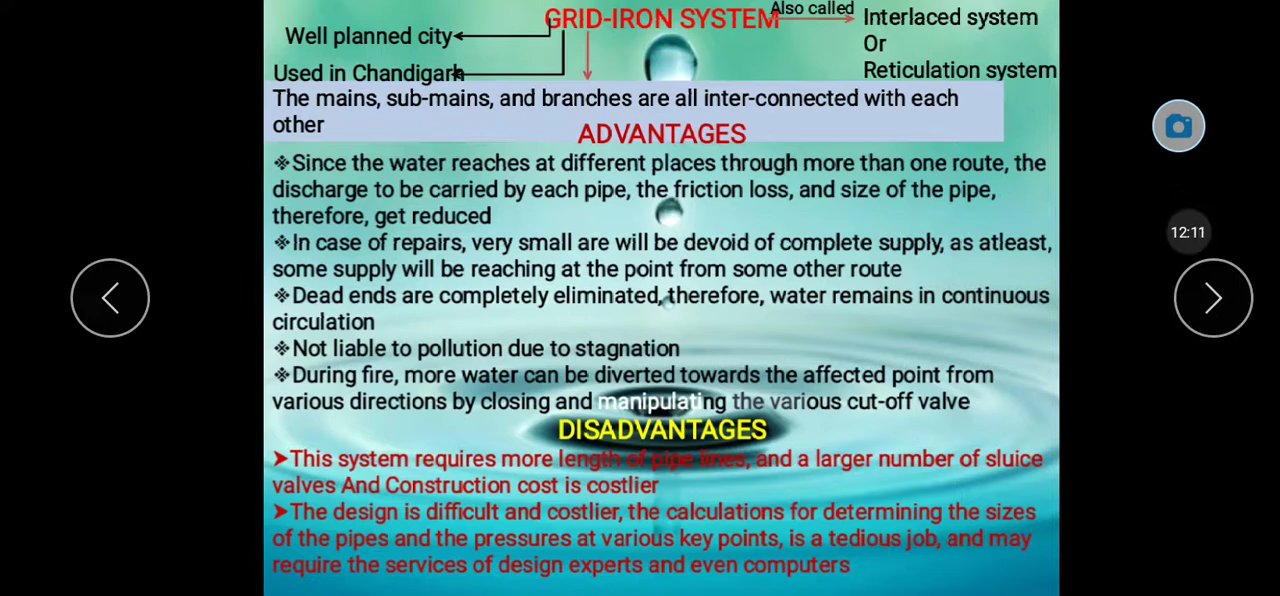 GRID-IRON SYSTEM
Also called
Interlaced system
Or
Reticulation system
Well planned city
Used in Chandigarh
The mains, sub-mains, and branches are all inter-connected with each
other
ADVANTAGES
❖Since the water reaches at different places through more than one route, the
discharge to be carried by each pipe, the friction loss, and size of the pipe,
therefore, get reduced
❖In case of repairs, very small are will be devoid of complete supply, as atleast,
some supply will be reaching at the point from some other route
❖Dead ends are completely eliminated, therefore, water remains in continuous
circulation
❖Not liable to pollution due to stagnation
❖During fire, more water can be diverted towards the affected point from
various directions by closing and manipulating the various cut-off valve
DISADVANTAGES
➤This system requires more length of pipe lines, and a larger number of sluice
valves And Construction cost is costlier
➤The design is difficult and costlier, the calculations for determining the sizes
of the pipes and the pressures at various key points, is a tedious job, and may
require the services of design experts and even computers
12:11